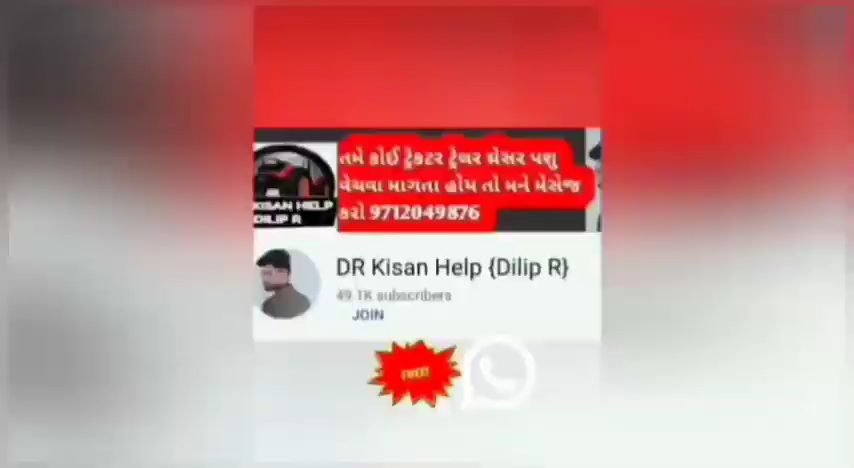 તમે કોઈ ટ્રેકટર ટ્રેલર થ્રેસર પશુ
વેચવા માગતા હોય તો મને મેસેજ
કરો 9712049876
KISAN HELP
DILIP R
DR Kisan Help {Dilip R}
49.1K subscribers
JOIN
FREE!